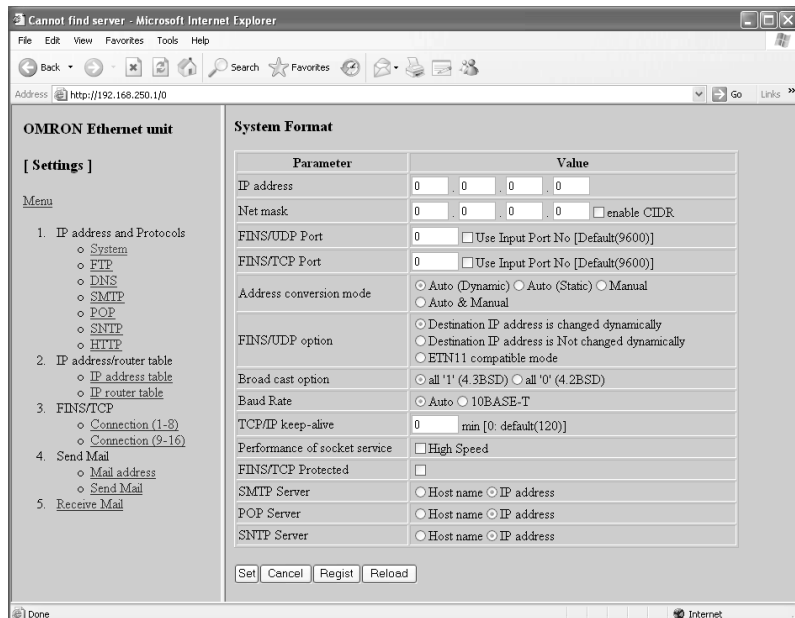 Cannot find server - Microsoft Internet Explorer
File Edit View Favorites Tools Help
Back Search Favorites
Address http://192.168.250.1/0 Go Links »
OMRON Ethernet unit
[ Settings ]
Menu
1. IP address and Protocols
o System
o FTP
o DNS
o SMTP
o POP
o SNTP
o HTTP
2. IP address/router table
o IP address table
o IP router table
3. FINS/TCP
o Connection (1-8)
o Connection (9-16)
4. Send Mail
o Mail address
o Send Mail
5. Receive Mail
System Format
Parameter Value
IP address 0 . 0 . 0 . 0
Net mask 0 . 0 . 0 . 0 enable CIDR
FINS/UDP Port 0 Use Input Port No [Default(9600)]
FINS/TCP Port 0 Use Input Port No [Default(9600)]
Address conversion mode Auto (Dynamic) Auto (Static) Manual
Auto & Manual
FINS/UDP option Destination IP address is changed dynamically
Destination IP address is Not changed dynamically
ETN11 compatible mode
Broad cast option all '1' (4.3BSD) all '0' (4.2BSD)
Baud Rate Auto 10BASE-T
TCP/IP keep-alive 0 min [0: default(120)]
Performance of socket service High Speed
FINS/TCP Protected
SMTP Server Host name IP address
POP Server Host name IP address
SNTP Server Host name IP address
Set Cancel Regist Reload
Done Internet